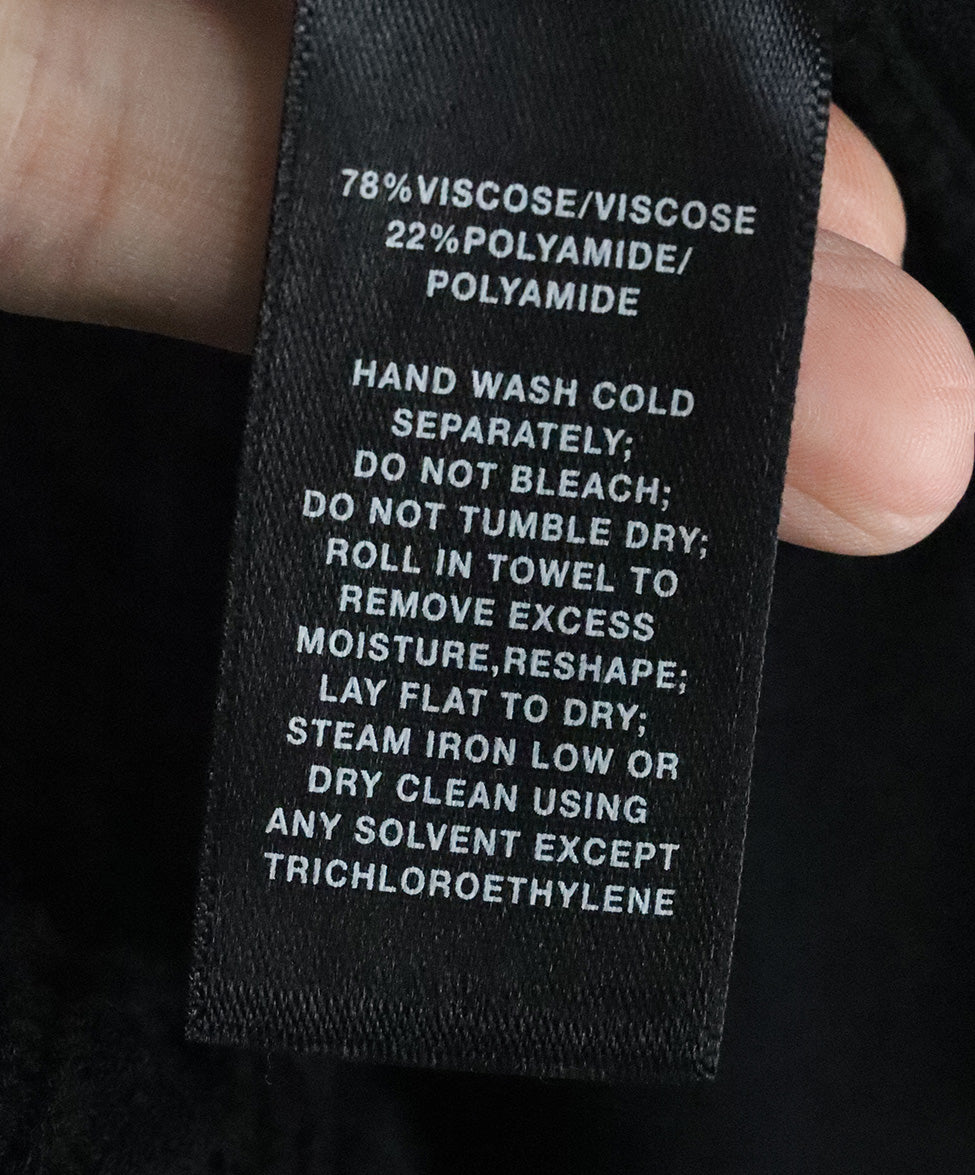 78%VISCOSE/VISCOSE
22%POLYAMIDE/
POLYAMIDE
HAND WASH COLD
SEPARATELY;
DO NOT BLEACH;
DO NOT TUMBLE DRY;
ROLL IN TOWEL TO
REMOVE EXCESS
MOISTURE,RESHAPE;
LAY FLAT TO DRY;
STEAM IRON LOW OR
DRY CLEAN USING
ANY SOLVENT EXCEPT
TRICHLOROETHYLENE